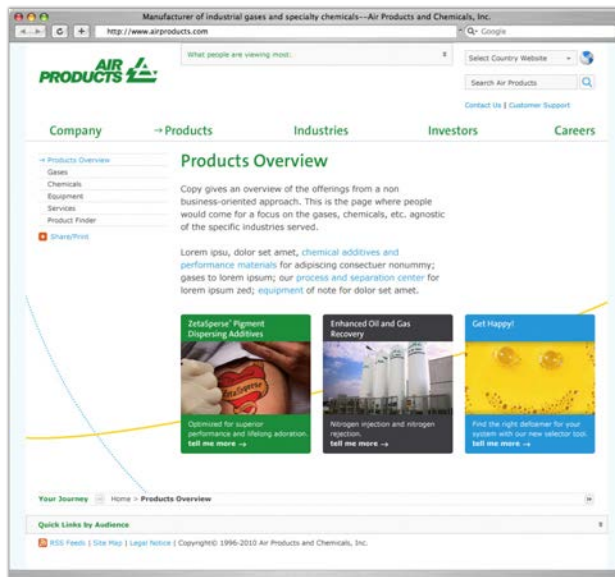 Manufacturer of industrial gases and specialty chemicals--Air Products and Chemicals, Inc.
http://www.airproducts.com
Google
What people are viewing most:
Select Country Website
AIR
PRODUCTS
Search Air Products
Contact Us | Customer Support
Company
→Products
Industries
Investors
Careers
→ Products Overview
Gases
Chemicals
Equipment
Services
Product Finder
Share/Print
Products Overview
Copy gives an overview of the offerings from a non
business-oriented approach. This is the page where people
would come for a focus on the gases, chemicals, etc. agnostic
of the specific industries served.
Lorem ipsu, dolor set amet, chemical additives and
performance materials for adipiscing consectuer nonummy;
gases to lorem ipsum; our process and separation center for
lorem ipsum zed; equipment of note for dolor set amet.
ZetaSperse® Pigment
Dispersing Additives
ZetaSperse
Optimized for superior
performance and lifelong adoration.
tell me more →
Enhanced Oil and Gas
Recovery
Nitrogen injection and nitrogen
rejection.
tell me more →
Get Happy!
Find the right defoamer for your
system with our new selector tool.
tell me more →
Your Journey
Home > Products Overview
Quick Links by Audience
RSS Feeds | Site Map | Legal Notice | Copyright© 1996-2010 Air Products and Chemicals, Inc.